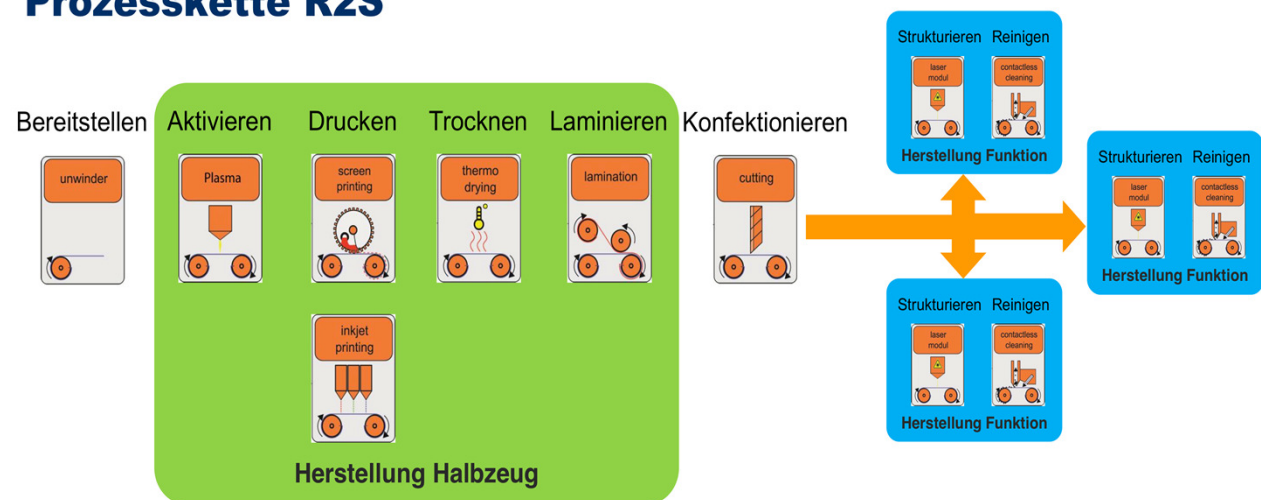 Prozesskette R2S
Bereitstellen
unwinder
Aktivieren
Plasma
Drucken
screen
printing
inkjet
printing
Trocknen
thermo
drying
Laminieren
lamination
Herstellung Halbzeug
Konfektionieren
cutting
Strukturieren Reinigen
laser
modul
contactless
cleaning
Herstellung Funktion
Strukturieren Reinigen
laser
modul
contactless
cleaning
Herstellung Funktion
Strukturieren Reinigen
laser
modul
contactless
cleaning
Herstellung Funktion